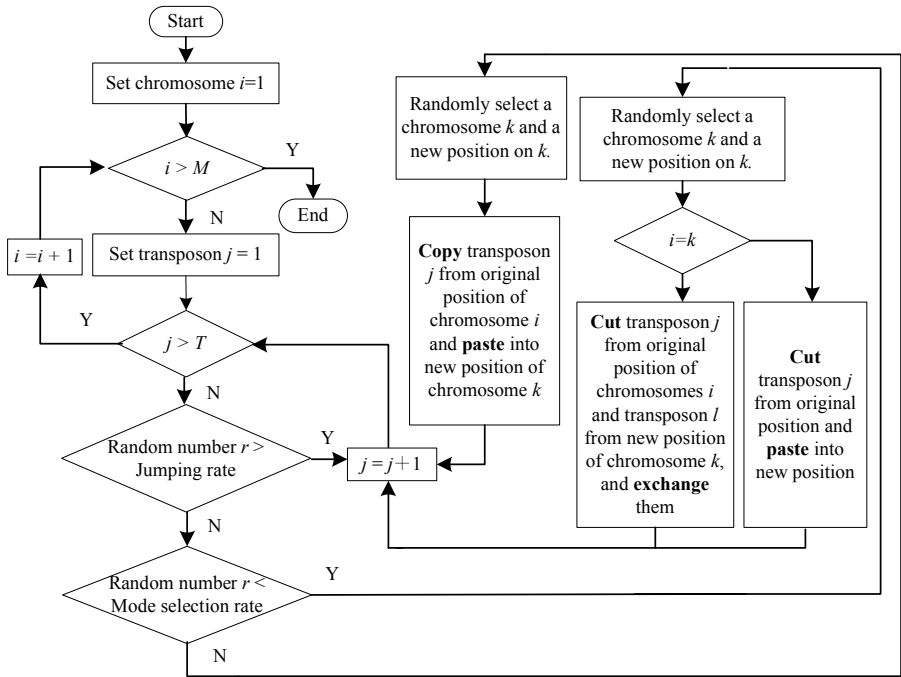 Start
Set chromosome i=1
i > M
Y
End
N
Set transposon j = 1
i = i + 1
Y
j > T
N
Random number r >
Jumping rate
Y
j = j + 1
N
Random number r <
Mode selection rate
Y
N
Randomly select a
chromosome k and a
new position on k.
Copy transposon
j from original
position of
chromosome i
and paste into
new position of
chromosome k
Randomly select a
chromosome k and a
new position on k.
i=k
Cut transposon j
from original
position of
chromosomes i
and transposon l
from new position
of chromosome k,
and exchange
them
Cut
transposon j
from original
position and
paste into
new position